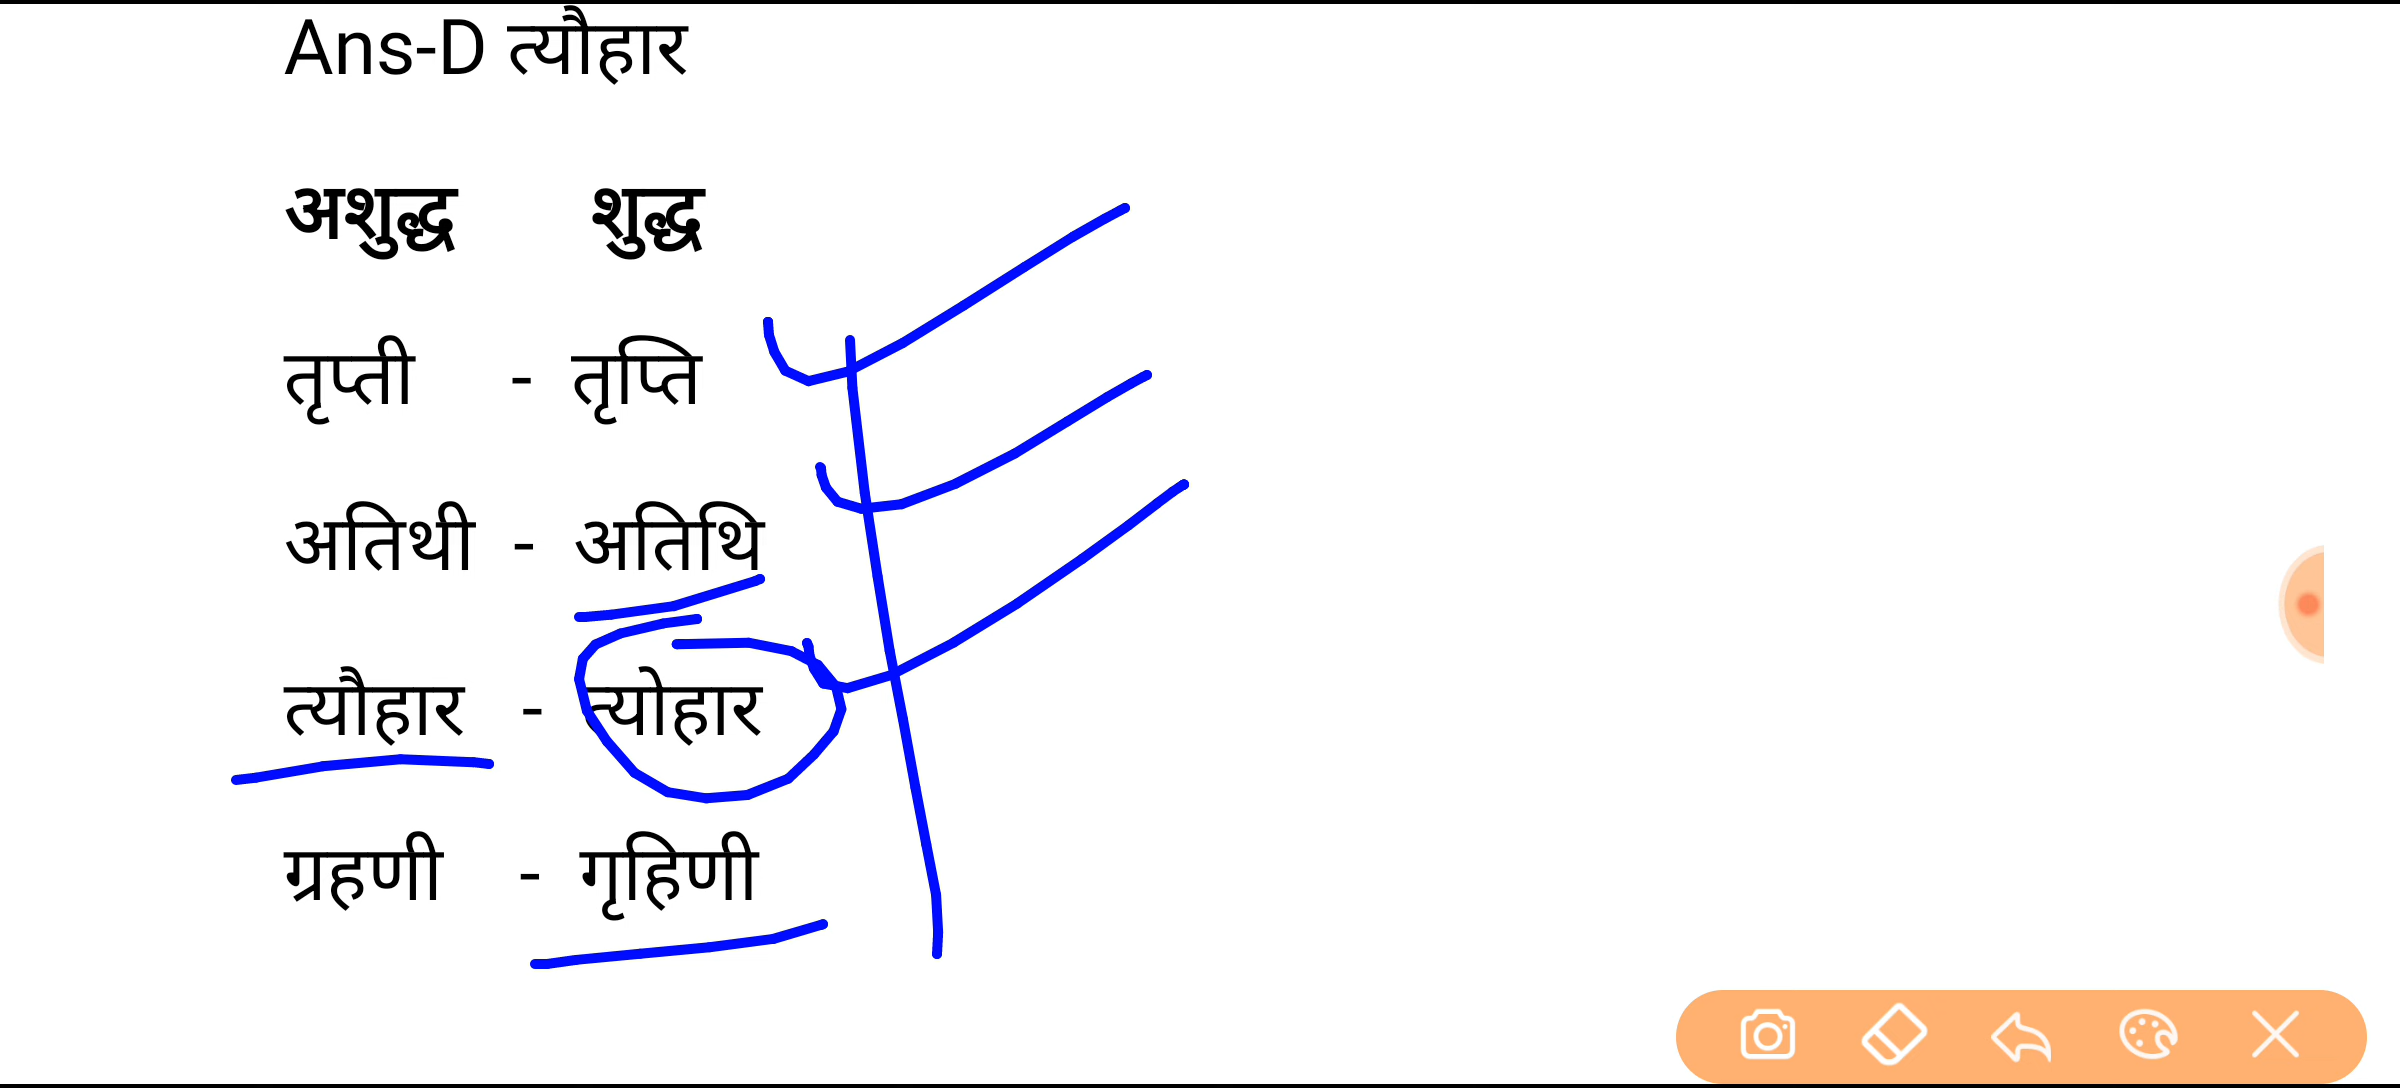 Ans-D त्यौहार
अशुद्ध शुद्ध
तृप्ती - तृप्ति
अतिथी - अतिथि
त्यौहार - त्योहार
ग्रहणी - गृहिणी